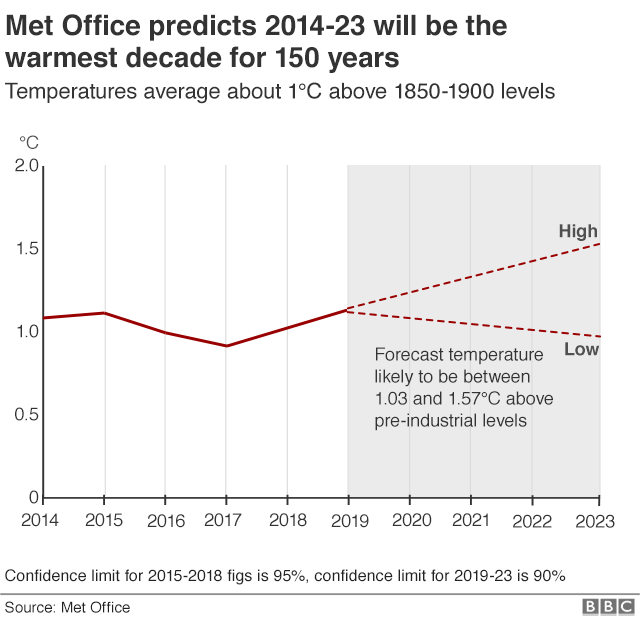 Met Office predicts 2014-23 will be the
warmest decade for 150 years
Temperatures average about 1°C above 1850-1900 levels
°C
2.0
1.5
High
1.0
Low
Forecast temperature
likely to be between
1.03 and 1.57°C above
pre-industrial levels
0.5
0
2014 2015 2016 2017 2018 2019 2020 2021 2022 2023
Confidence limit for 2015-2018 figs is 95%, confidence limit for 2019-23 is 90%
Source: Met Office
BBC